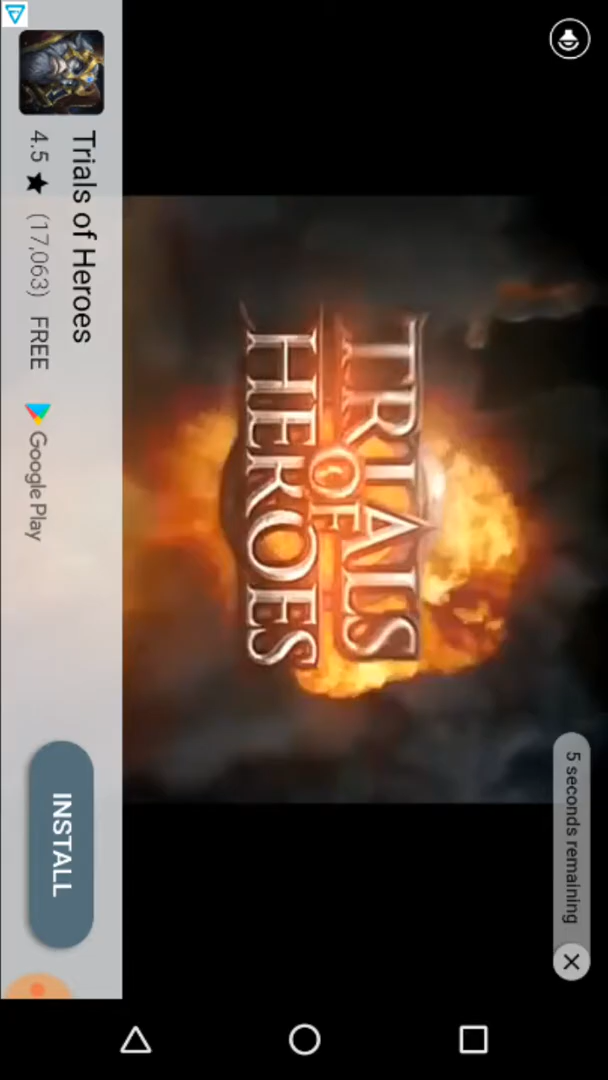 5 seconds remaining
TRIALS
OF
HEROES
Trials of Heroes
4.5 ★ (17,063) FREE Google Play
INSTALL